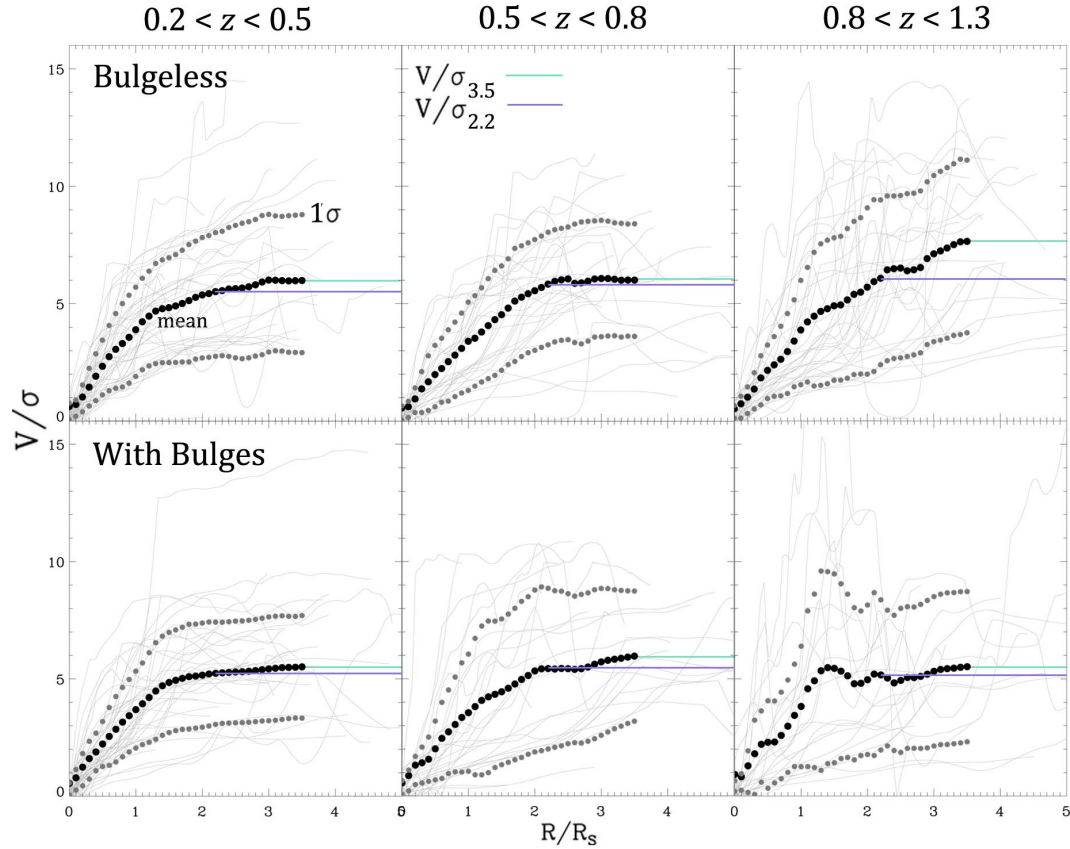 0.2 < z < 0.5
0.5 < z < 0.8
0.8 < z < 1.3
15
Bulgeless
V/σ3.5
V/σ2.2
10
1σ
5
mean
0
V/σ
15
With Bulges
10
5
0
0 1 2 3 4 5
0 1 2 3 4 5
0 1 2 3 4 5
R/RS